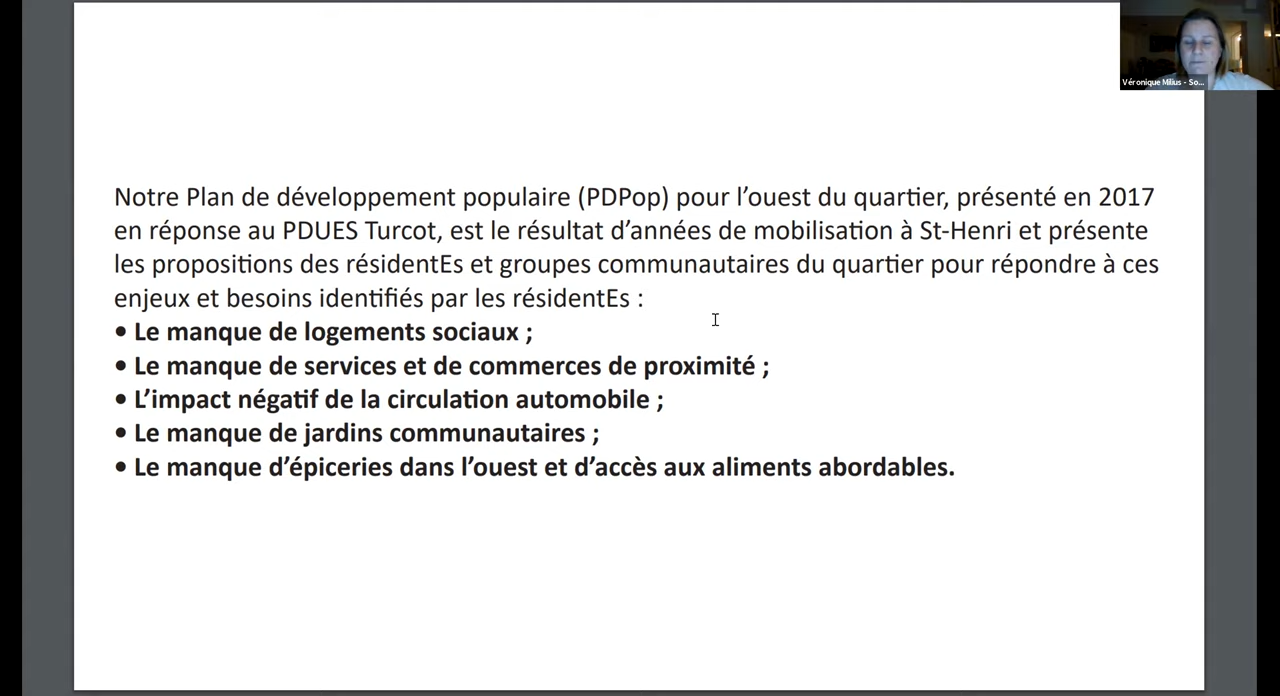 Véronique Milius - So...
Notre Plan de développement populaire (PDPop) pour l’ouest du quartier, présenté en 2017
en réponse au PDUES Turcot, est le résultat d’années de mobilisation à St-Henri et présente
les propositions des résidentEs et groupes communautaires du quartier pour répondre à ces
enjeux et besoins identifiés par les résidentEs :
• Le manque de logements sociaux ;
• Le manque de services et de commerces de proximité ;
• L’impact négatif de la circulation automobile ;
• Le manque de jardins communautaires ;
• Le manque d’épiceries dans l’ouest et d’accès aux aliments abordables.